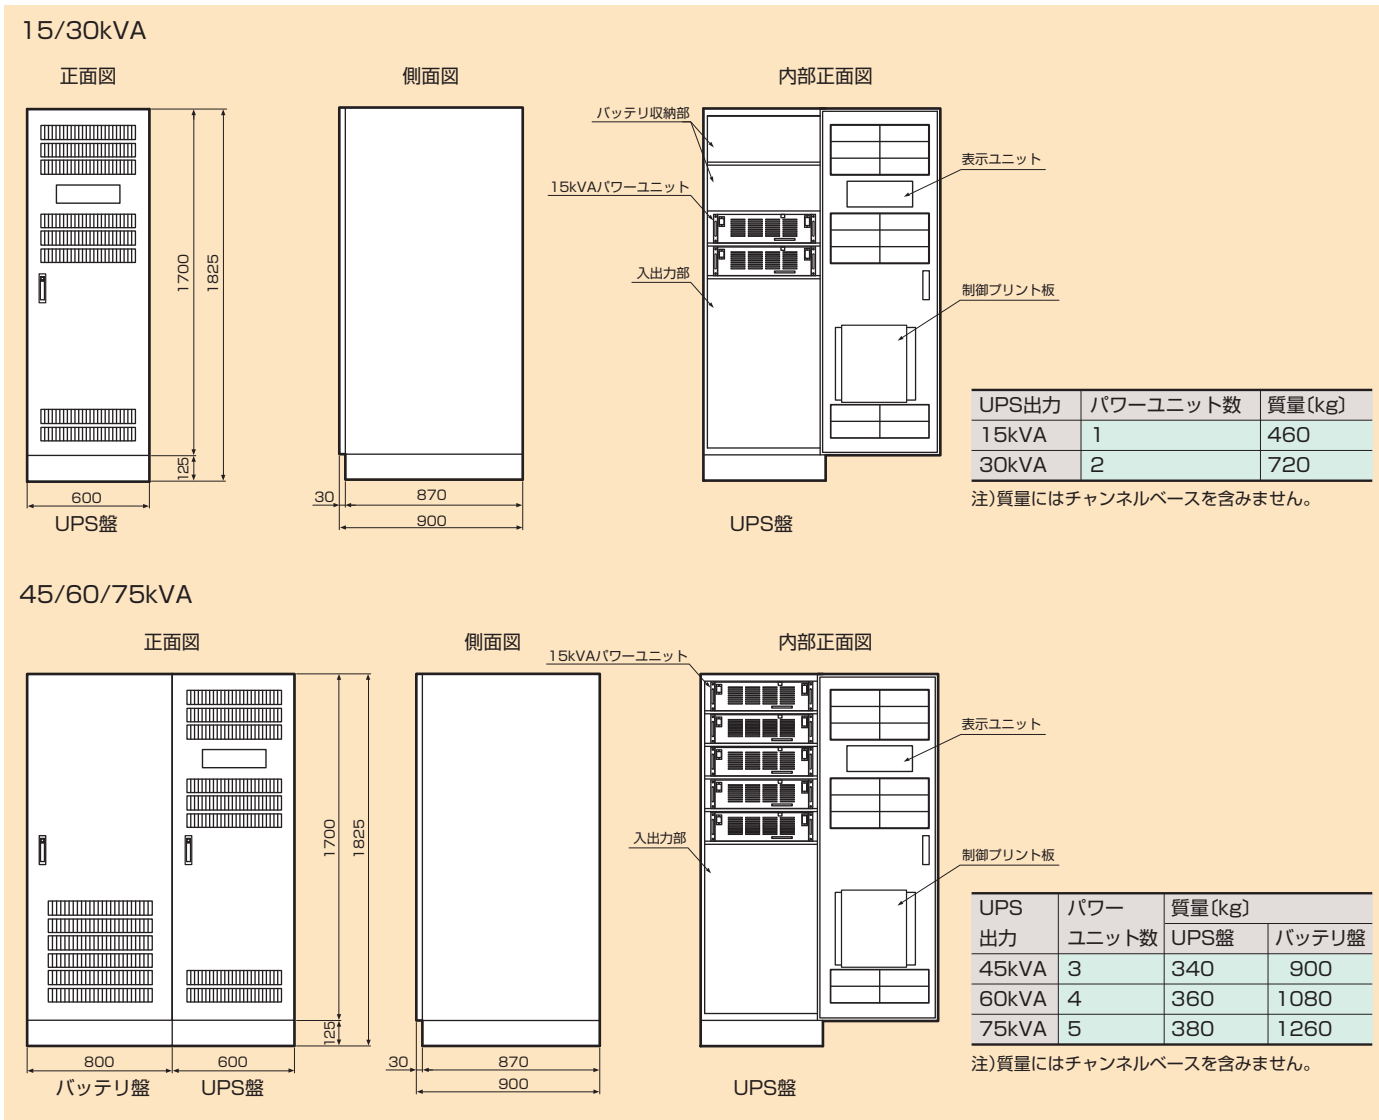 15/30kVA
正面図
側面図
内部正面図
バッテリ収納部
15kVAパワーユニット
入出力部
表示ユニット
制御プリント板
1700
1825
125
600
UPS盤
30
870
900
UPS盤
UPS出力 パワーユニット数 質量〔kg〕
15kVA 1 460
30kVA 2 720
注)質量にはチャンネルベースを含みません。
45/60/75kVA
正面図
側面図
内部正面図
15kVAパワーユニット
入出力部
表示ユニット
制御プリント板
1700
1825
125
800
600
バッテリ盤
UPS盤
30
870
900
UPS盤
UPS パワー 質量〔kg〕
出力 ユニット数 UPS盤 バッテリ盤
45kVA 3 340 900
60kVA 4 360 1080
75kVA 5 380 1260
注)質量にはチャンネルベースを含みません。